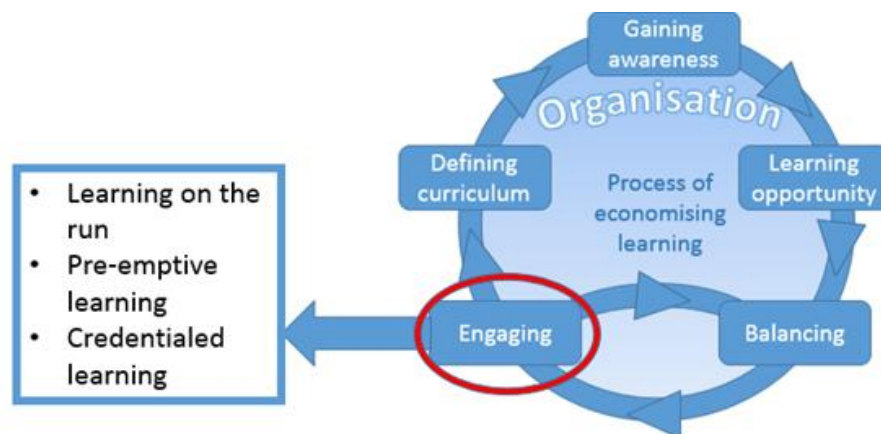 Gaining
awareness
Organisation
Defining
curriculum
Learning
opportunity
Process of
economising
learning
• Learning on the
run
• Pre-emptive
learning
• Credentialed
learning
Engaging
Balancing